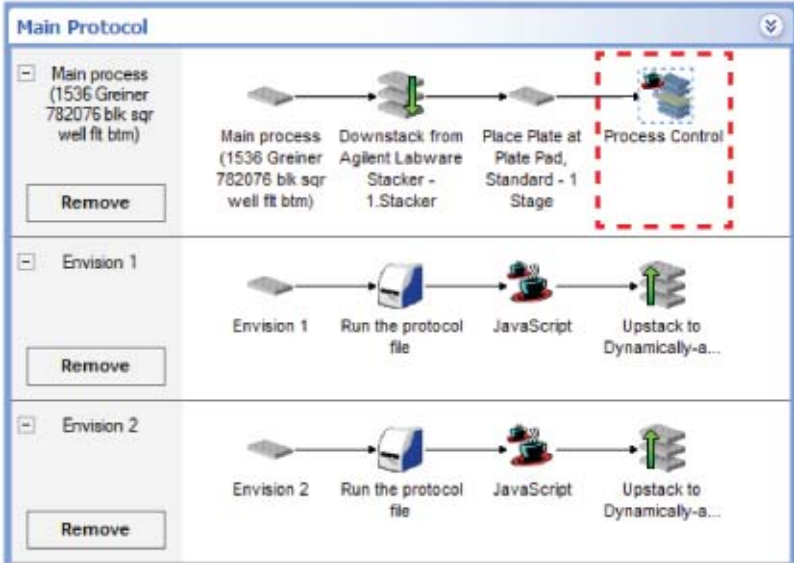 Main Protocol
Main process
(1536 Greiner
782076 blk sqr
well flt btm)
Remove
Main process
(1536 Greiner
782076 blk sqr
well flt btm)
Downstack from
Agilent Labware
Stacker -
1.Stacker
Place Plate at
Plate Pad,
Standard - 1
Stage
Process Control
Envision 1
Remove
Envision 1
Run the protocol
file
JavaScript
Upstack to
Dynamically-a...
Envision 2
Remove
Envision 2
Run the protocol
file
JavaScript
Upstack to
Dynamically-a...